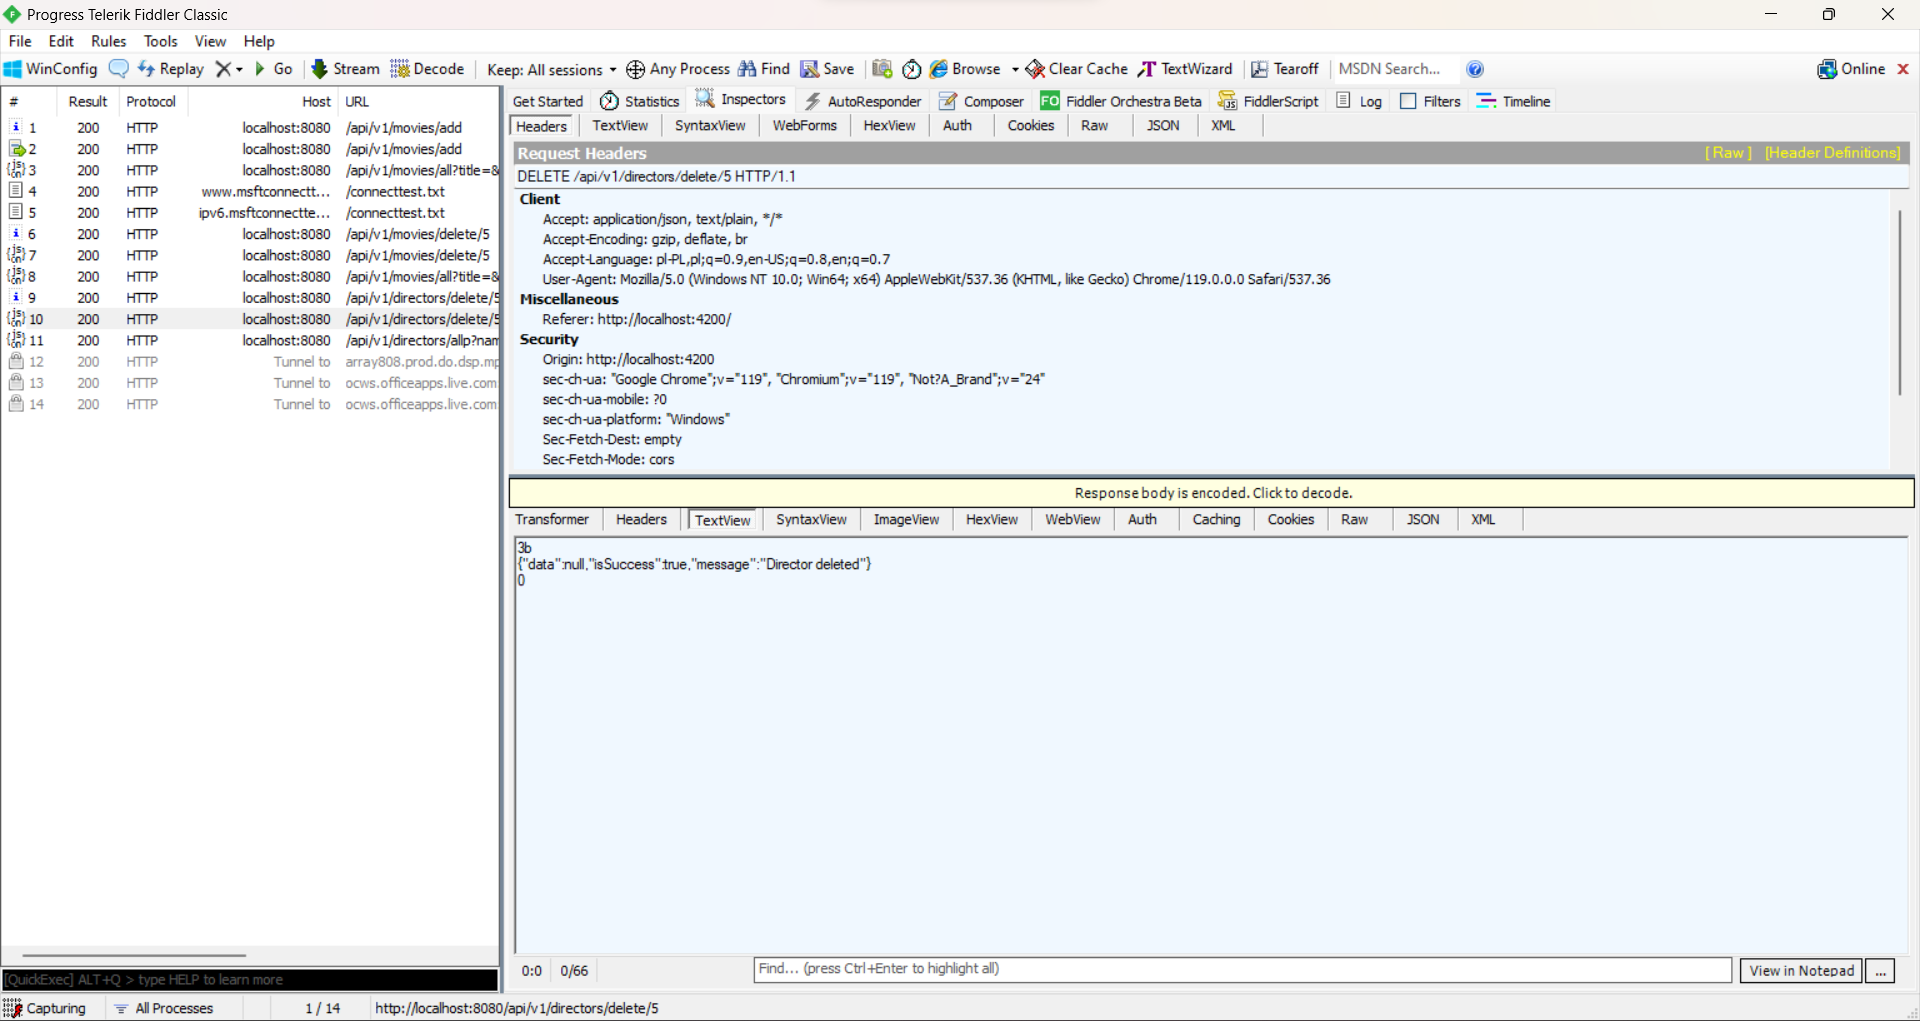 Progress Telerik Fiddler Classic
File Edit Rules Tools View Help
WinConfig Replay Go Stream Decode Keep: All sessions Any Process Find Save Browse Clear Cache TextWizard Tearoff MSDN Search... Online
# Result Protocol Host URL
1 200 HTTP localhost:8080 /api/v1/movies/add
2 200 HTTP localhost:8080 /api/v1/movies/add
3 200 HTTP localhost:8080 /api/v1/movies/all?title=&
4 200 HTTP www.msftconnectt... /connecttest.txt
5 200 HTTP ipv6.msftconnectte... /connecttest.txt
6 200 HTTP localhost:8080 /api/v1/movies/delete/5
7 200 HTTP localhost:8080 /api/v1/movies/delete/5
8 200 HTTP localhost:8080 /api/v1/movies/all?title=&
9 200 HTTP localhost:8080 /api/v1/directors/delete/5
10 200 HTTP localhost:8080 /api/v1/directors/delete/5
11 200 HTTP localhost:8080 /api/v1/directors/allp?nam
12 200 HTTP Tunnel to array808.prod.do.dsp.mp
13 200 HTTP Tunnel to ocws.officeapps.live.com
14 200 HTTP Tunnel to ocws.officeapps.live.com
[QuickExec] ALT+Q > type HELP to learn more
Get Started Statistics Inspectors AutoResponder Composer FO Fiddler Orchestra Beta FiddlerScript Log Filters Timeline
Headers TextView SyntaxView WebForms HexView Auth Cookies Raw JSON XML
Request Headers [ Raw ] [Header Definitions]
DELETE /api/v1/directors/delete/5 HTTP/1.1
Client
Accept: application/json, text/plain, */*
Accept-Encoding: gzip, deflate, br
Accept-Language: pl-PL,pl;q=0.9,en-US;q=0.8,en;q=0.7
User-Agent: Mozilla/5.0 (Windows NT 10.0; Win64; x64) AppleWebKit/537.36 (KHTML, like Gecko) Chrome/119.0.0.0 Safari/537.36
Miscellaneous
Referer: http://localhost:4200/
Security
Origin: http://localhost:4200
sec-ch-ua: "Google Chrome";v="119", "Chromium";v="119", "Not?A_Brand";v="24"
sec-ch-ua-mobile: ?0
sec-ch-ua-platform: "Windows"
Sec-Fetch-Dest: empty
Sec-Fetch-Mode: cors
Response body is encoded. Click to decode.
Transformer Headers TextView SyntaxView ImageView HexView WebView Auth Caching Cookies Raw JSON XML
3b
{"data":null,"isSuccess":true,"message":"Director deleted"}
0
0:0 0/66 Find... (press Ctrl+Enter to highlight all) View in Notepad ...
Capturing All Processes 1 / 14 http://localhost:8080/api/v1/directors/delete/5